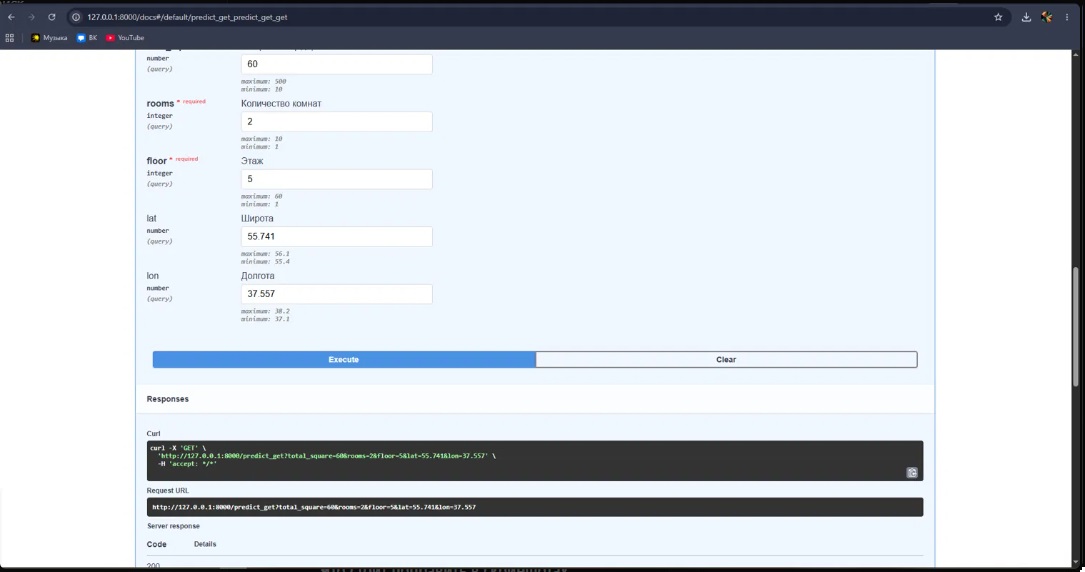 127.0.0.1:8000/docs#/default/predict_get_predict_get_get
Музыка ВК YouTube
number
(query)
60
maximum: 500
minimum: 10
rooms * required
integer
(query)
Количество комнат
2
maximum: 10
minimum: 1
floor * required
integer
(query)
Этаж
5
maximum: 60
minimum: 1
lat
number
(query)
Широта
55.741
maximum: 56.1
minimum: 55.4
lon
number
(query)
Долгота
37.557
maximum: 38.2
minimum: 37.1
Execute Clear
Responses
Curl
curl -X 'GET' \
'http://127.0.0.1:8000/predict_get?total_square=60&rooms=2&floor=5&lat=55.741&lon=37.557' \
-H 'accept: */*'
Request URL
http://127.0.0.1:8000/predict_get?total_square=60&rooms=2&floor=5&lat=55.741&lon=37.557
Server response
Code Details
200